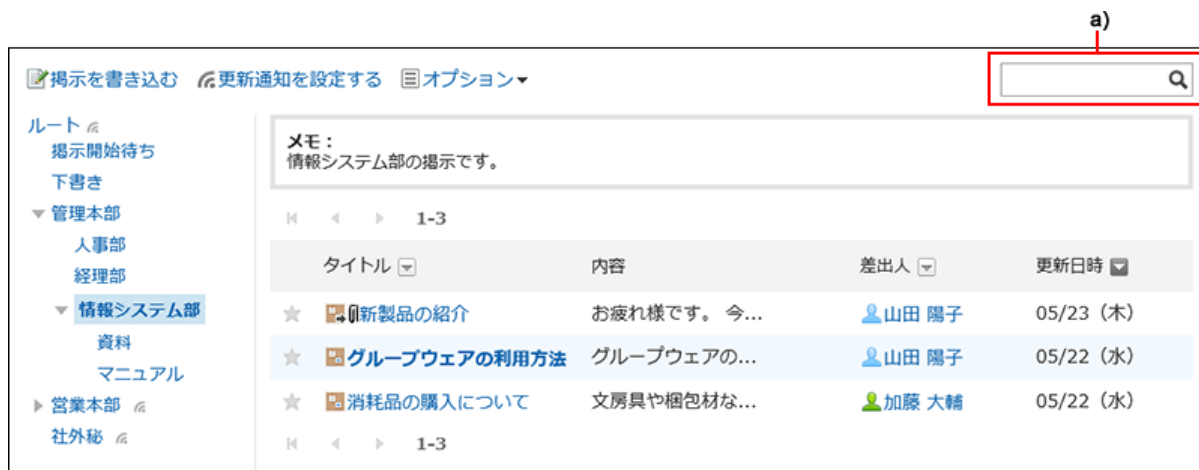 a)
掲示を書き込む 更新通知を設定する オプション
ルート
掲示開始待ち
下書き
管理本部
人事部
経理部
情報システム部
資料
マニュアル
営業本部
社外秘
メモ：
情報システム部の掲示です。
1-3
タイトル 内容 差出人 更新日時
新製品の紹介 お疲れ様です。 今... 山田 陽子 05/23（木）
グループウェアの利用方法 グループウェアの... 山田 陽子 05/22（水）
消耗品の購入について 文房具や梱包材な... 加藤 大輔 05/22（水）
1-3